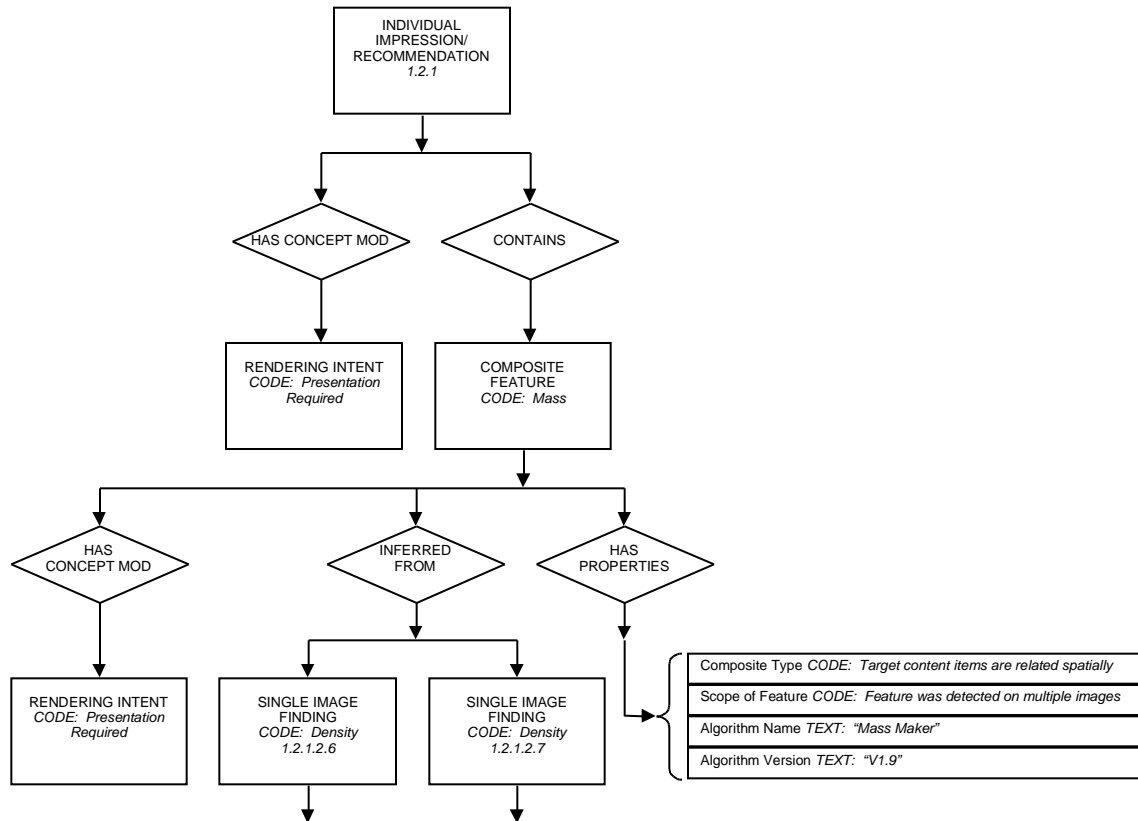 INDIVIDUAL
IMPRESSION/
RECOMMENDATION
1.2.1
HAS CONCEPT MOD
CONTAINS
RENDERING INTENT
CODE: Presentation
Required
COMPOSITE
FEATURE
CODE: Mass
HAS
CONCEPT MOD
INFERRED
FROM
HAS
PROPERTIES
RENDERING INTENT
CODE: Presentation
Required
SINGLE IMAGE
FINDING
CODE: Density
1.2.1.2.6
SINGLE IMAGE
FINDING
CODE: Density
1.2.1.2.7
Composite Type CODE: Target content items are related spatially
Scope of Feature CODE: Feature was detected on multiple images
Algorithm Name TEXT: “Mass Maker”
Algorithm Version TEXT: “V1.9”